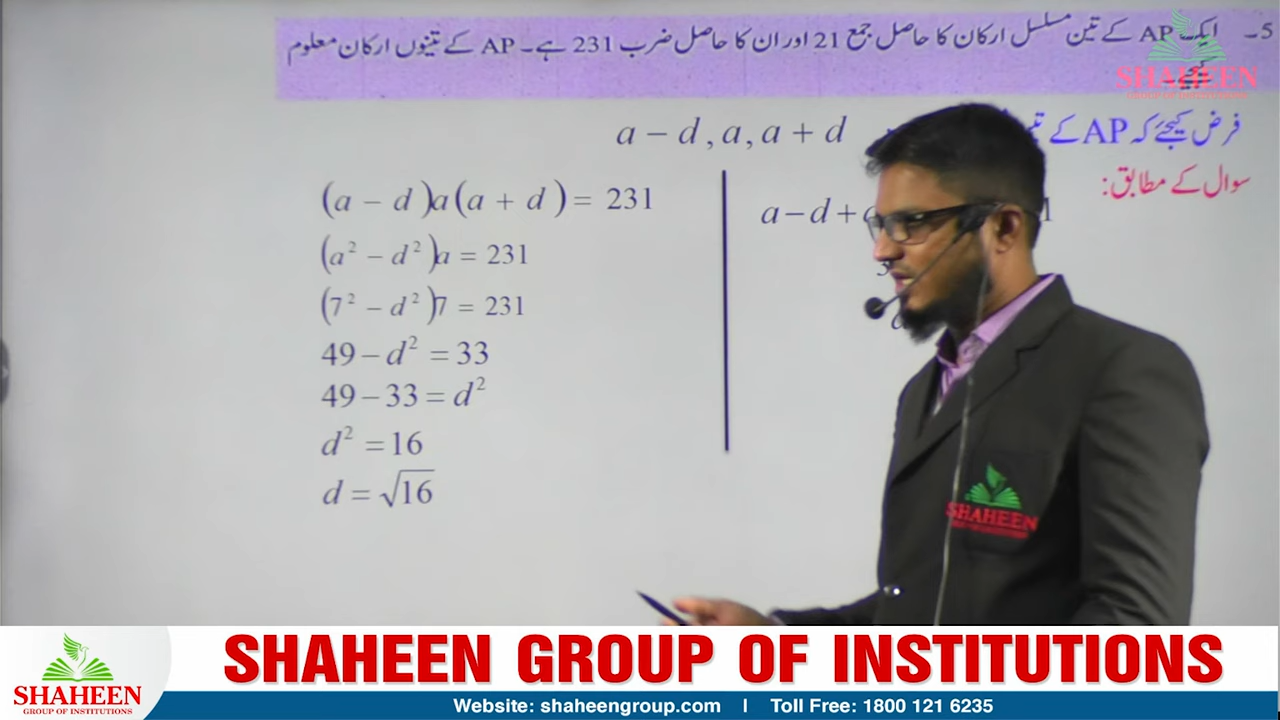 5۔ ایک AP کے تین مسلسل ارکان کا حاصل جمع 21 اور ان کا حاصل ضرب 231 ہے۔ AP کے تینوں ارکان معلوم
SHAHEEN
GROUP OF INSTITUTIONS
فرض کیجئے کہ AP کے
a − d , a, a + d
سوال کے مطابق:
(a − d)a(a + d) = 231
(a² − d²)a = 231
(7² − d²)7 = 231
49 − d² = 33
49 − 33 = d²
d² = 16
d = √16
a − d +
SHAHEEN
SHAHEEN
GROUP OF INSTITUTIONS
SHAHEEN GROUP OF INSTITUTIONS
Website: shaheengroup.com | Toll Free: 1800 121 6235